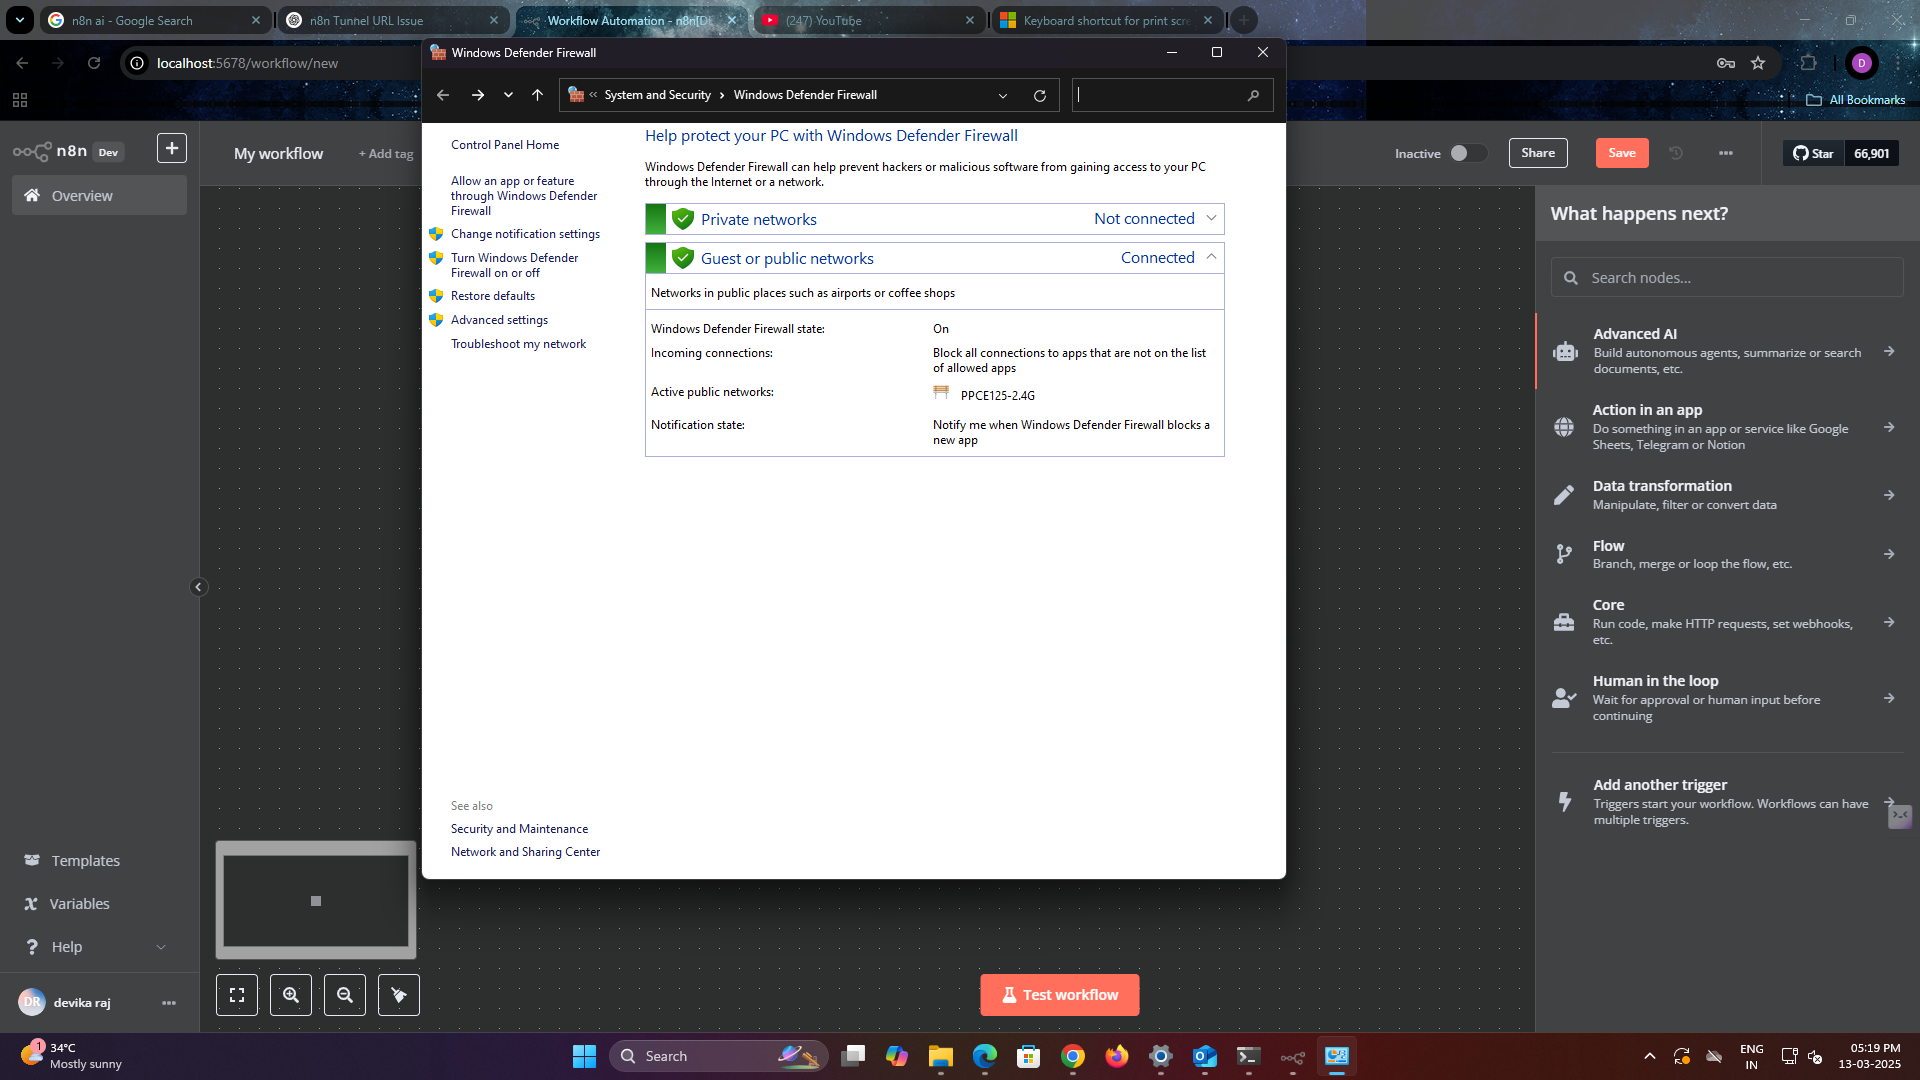 n8n ai - Google Search
n8n Tunnel URL Issue
Workflow Automation - n8n[D
(247) YouTube
Keyboard shortcut for print scre
localhost:5678/workflow/new
D
All Bookmarks
Windows Defender Firewall
System and Security
Windows Defender Firewall
Control Panel Home
Allow an app or feature
through Windows Defender
Firewall
Change notification settings
Turn Windows Defender
Firewall on or off
Restore defaults
Advanced settings
Troubleshoot my network
Help protect your PC with Windows Defender Firewall
Windows Defender Firewall can help prevent hackers or malicious software from gaining access to your PC
through the Internet or a network.
Private networks
Not connected
Guest or public networks
Connected
Networks in public places such as airports or coffee shops
Windows Defender Firewall state:
On
Incoming connections:
Block all connections to apps that are not on the list
of allowed apps
Active public networks:
PPCE125-2.4G
Notification state:
Notify me when Windows Defender Firewall blocks a
new app
See also
Security and Maintenance
Network and Sharing Center
n8n
Dev
Overview
My workflow
+ Add tag
Inactive
Share
Save
Star
66,901
What happens next?
Search nodes...
Advanced AI
Build autonomous agents, summarize or search
documents, etc.
Action in an app
Do something in an app or service like Google
Sheets, Telegram or Notion
Data transformation
Manipulate, filter or convert data
Flow
Branch, merge or loop the flow, etc.
Core
Run code, make HTTP requests, set webhooks,
etc.
Human in the loop
Wait for approval or human input before
continuing
Add another trigger
Triggers start your workflow. Workflows can have
multiple triggers.
Templates
Variables
Help
DR
devika raj
Test workflow
1
34°C
Mostly sunny
Search
ENG
IN
05:19 PM
13-03-2025